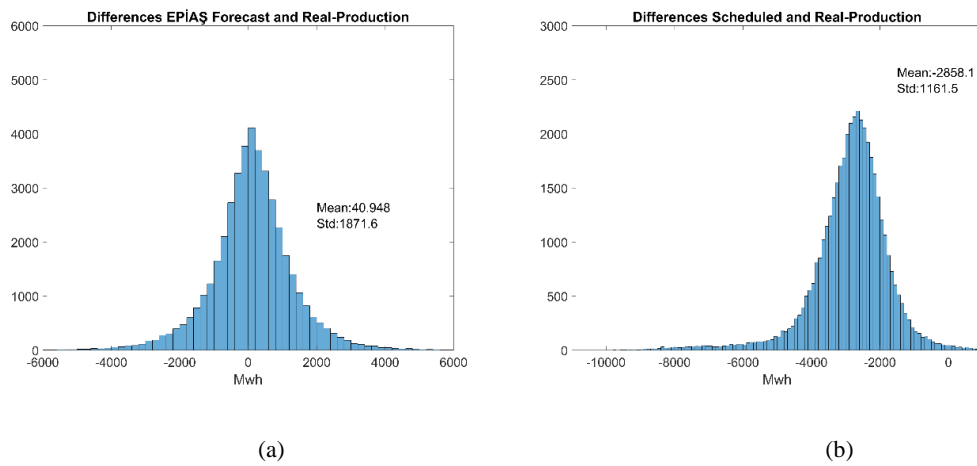 Differences EPİAŞ Forecast and Real-Production
6000
5000
4000
3000
2000
1000
0
Mean:40.948
Std:1871.6
-6000 -4000 -2000 0 2000 4000 6000
Mwh
(a)
Differences Scheduled and Real-Production
3000
2500
2000
1500
1000
500
0
Mean:-2858.1
Std:1161.5
-10000 -8000 -6000 -4000 -2000 0
Mwh
(b)